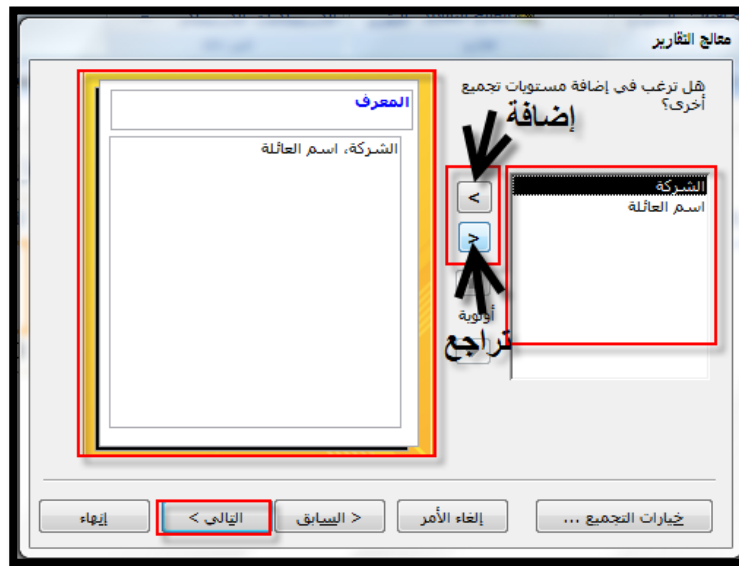 معالج التقارير
هل ترغب في إضافة مستويات تجميع
أخرى؟
إضافة
المعرف
الشركة، اسم العائلة
الشركة
اسم العائلة
>
<
أولوية
تراجع
خيارات التجميع ...
إلغاء الأمر
< السابق
التالي >
إنهاء